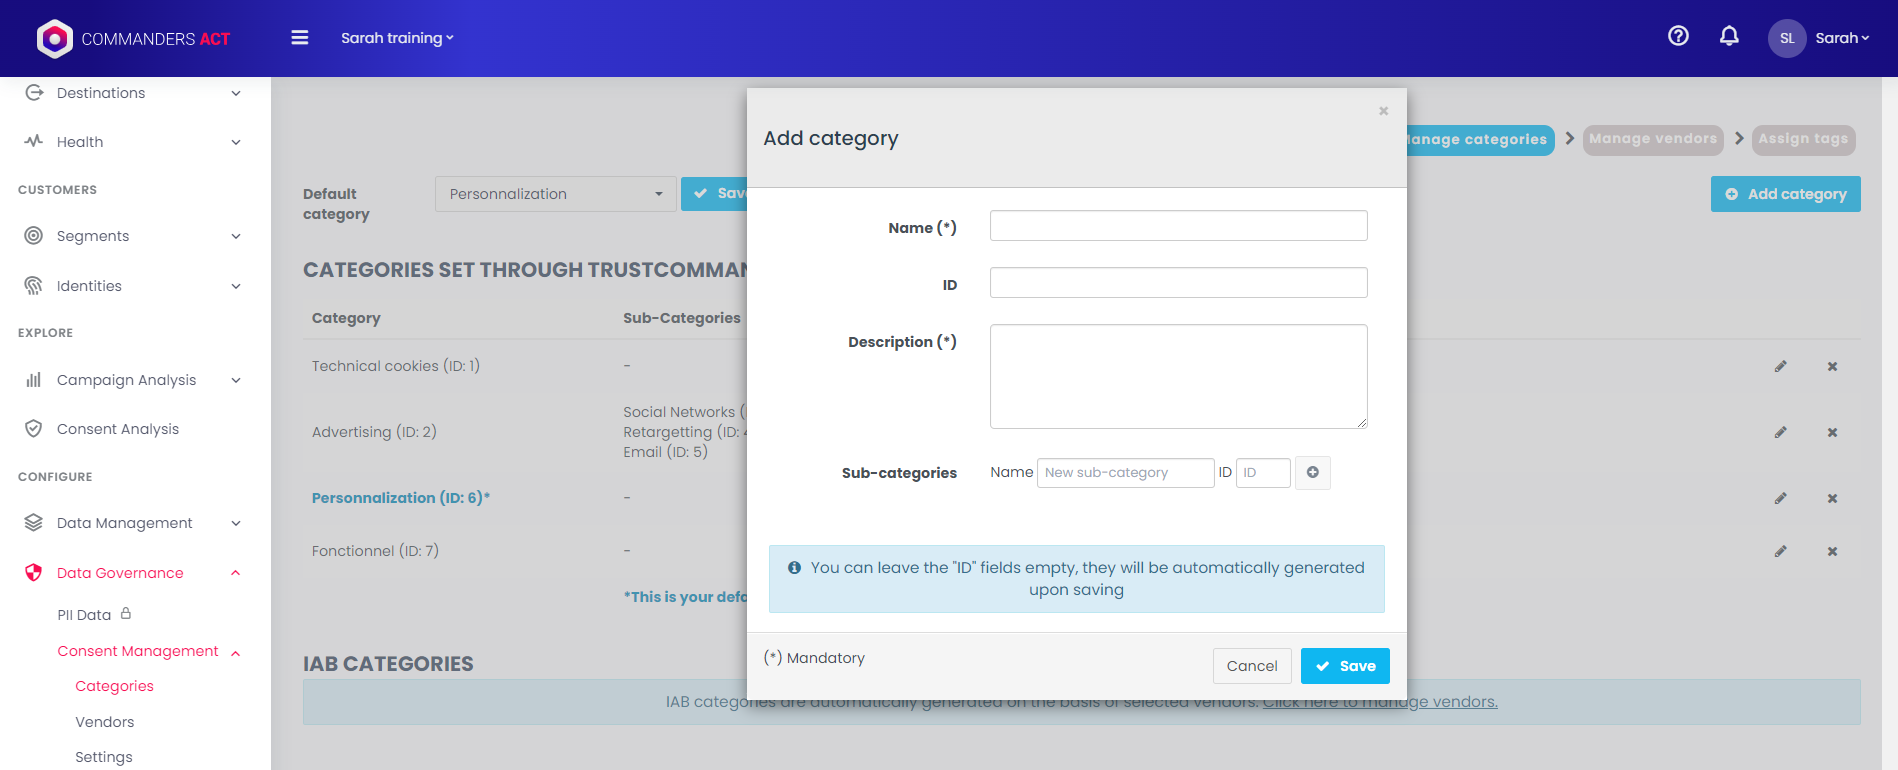 COMMANDERS ACT
Sarah training
SL
Sarah
Destinations
Health
CUSTOMERS
Segments
Identities
EXPLORE
Campaign Analysis
Consent Analysis
CONFIGURE
Data Management
Data Governance
PII Data
Consent Management
Categories
Vendors
Settings
anage categories
Manage vendors
Assign tags
Default
category
Personnalization
Sav
Add category
CATEGORIES SET THROUGH TRUSTCOMMAN
Category
Sub-Categories
Technical cookies (ID: 1)
-
Advertising (ID: 2)
Social Networks (
Retargetting (ID: 4
Email (ID: 5)
Personnalization (ID: 6)*
-
Fonctionnel (ID: 7)
-
*This is your defa
IAB CATEGORIES
IAB categories are automatically generated on the basis of selected vendors. Click here to manage vendors.
Add category
×
Name (*)
ID
Description (*)
Sub-categories
Name New sub-category ID ID
You can leave the "ID" fields empty, they will be automatically generated
upon saving
(*) Mandatory
Cancel
Save